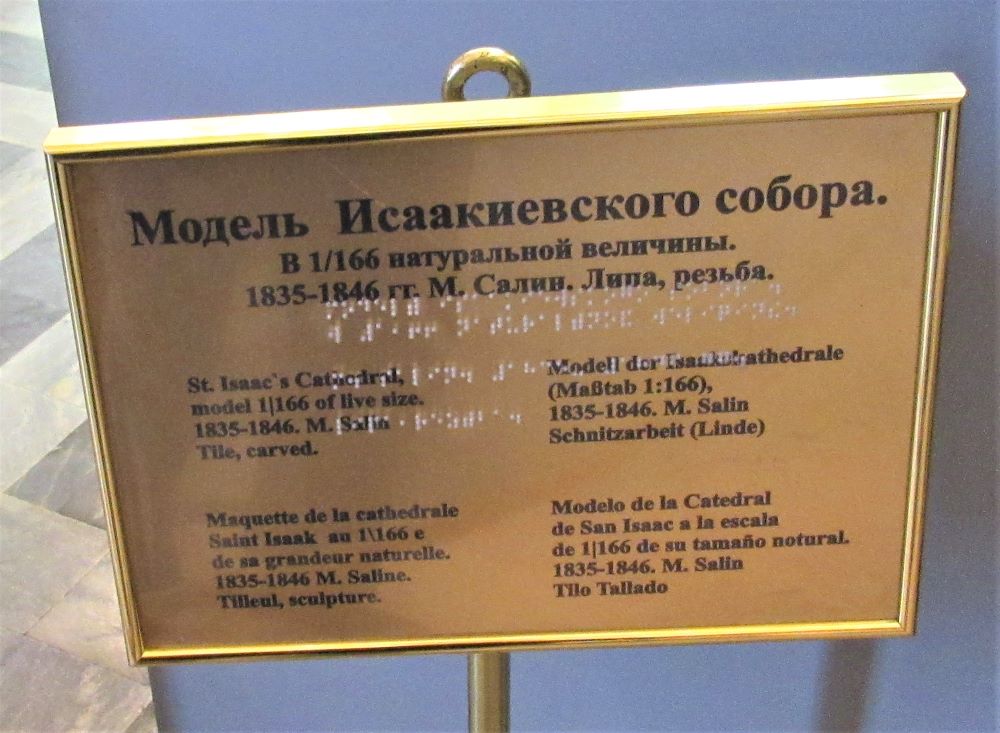 Модель Исаакиевского собора.
В 1/166 натуральной величины.
1835-1846 гг. М. Салин. Липа, резьба.
St. Isaac`s Cathedral,
model 1|166 of live size.
1835-1846. M. Salin
Tile, carved.
Modell der Isaakskathedrale
(Maßtab 1:166),
1835-1846. M. Salin
Schnitzarbeit (Linde)
Maquette de la cathedrale
Saint Isaak au 1\166 e
de sa grandeur naturelle.
1835-1846 M. Saline.
Tilleul, sculpture.
Modelo de la Catedral
de San Isaac a la escala
de 1|166 de su tamaño notural.
1835-1846. M. Salin
Tilo Tallado